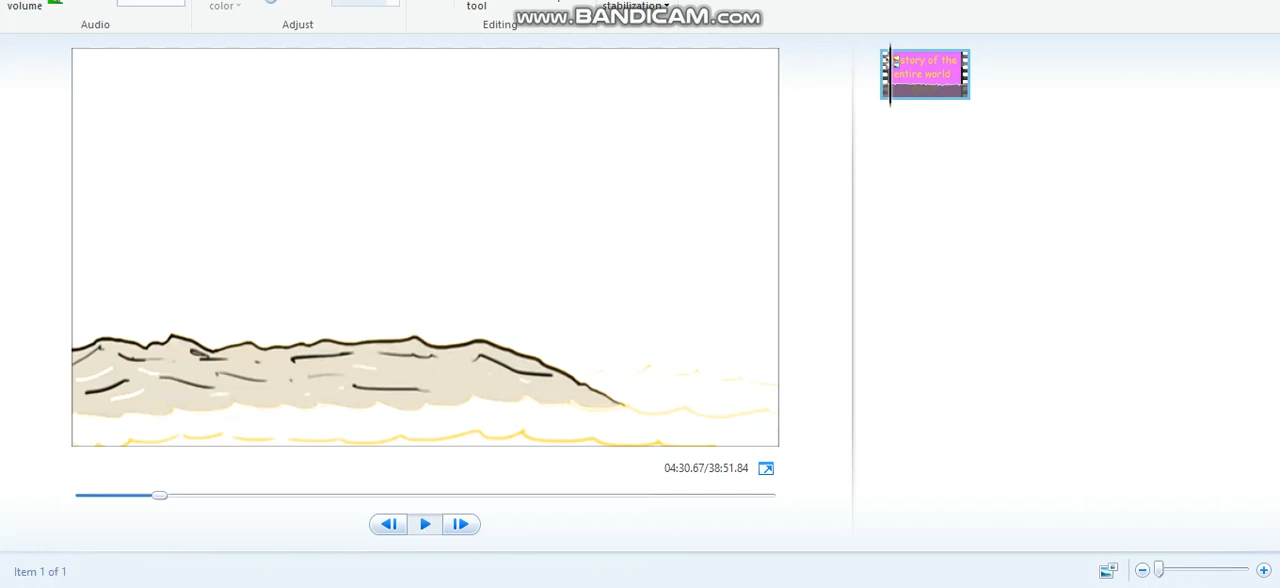 volume
color
tool
stabilization
www.BANDICAM.com
Audio
Adjust
Editing
story of the
entire world
04:30.67/38:51.84
Item 1 of 1